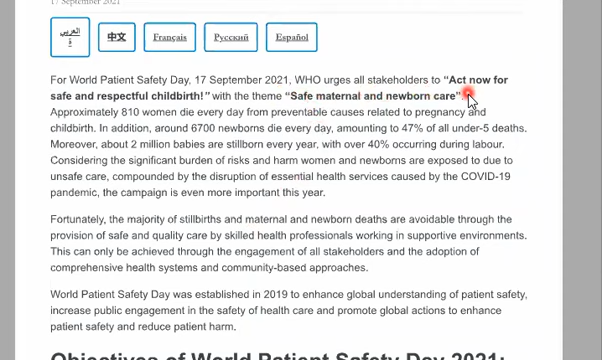 17 September 2021
العربية
中文
Français
Русский
Español
For World Patient Safety Day, 17 September 2021, WHO urges all stakeholders to “Act now for
safe and respectful childbirth!” with the theme “Safe maternal and newborn care”.
Approximately 810 women die every day from preventable causes related to pregnancy and
childbirth. In addition, around 6700 newborns die every day, amounting to 47% of all under-5 deaths.
Moreover, about 2 million babies are stillborn every year, with over 40% occurring during labour.
Considering the significant burden of risks and harm women and newborns are exposed to due to
unsafe care, compounded by the disruption of essential health services caused by the COVID-19
pandemic, the campaign is even more important this year.
Fortunately, the majority of stillbirths and maternal and newborn deaths are avoidable through the
provision of safe and quality care by skilled health professionals working in supportive environments.
This can only be achieved through the engagement of all stakeholders and the adoption of
comprehensive health systems and community-based approaches.
World Patient Safety Day was established in 2019 to enhance global understanding of patient safety,
increase public engagement in the safety of health care and promote global actions to enhance
patient safety and reduce patient harm.
Objectives of World Patient Safety Day 2021: